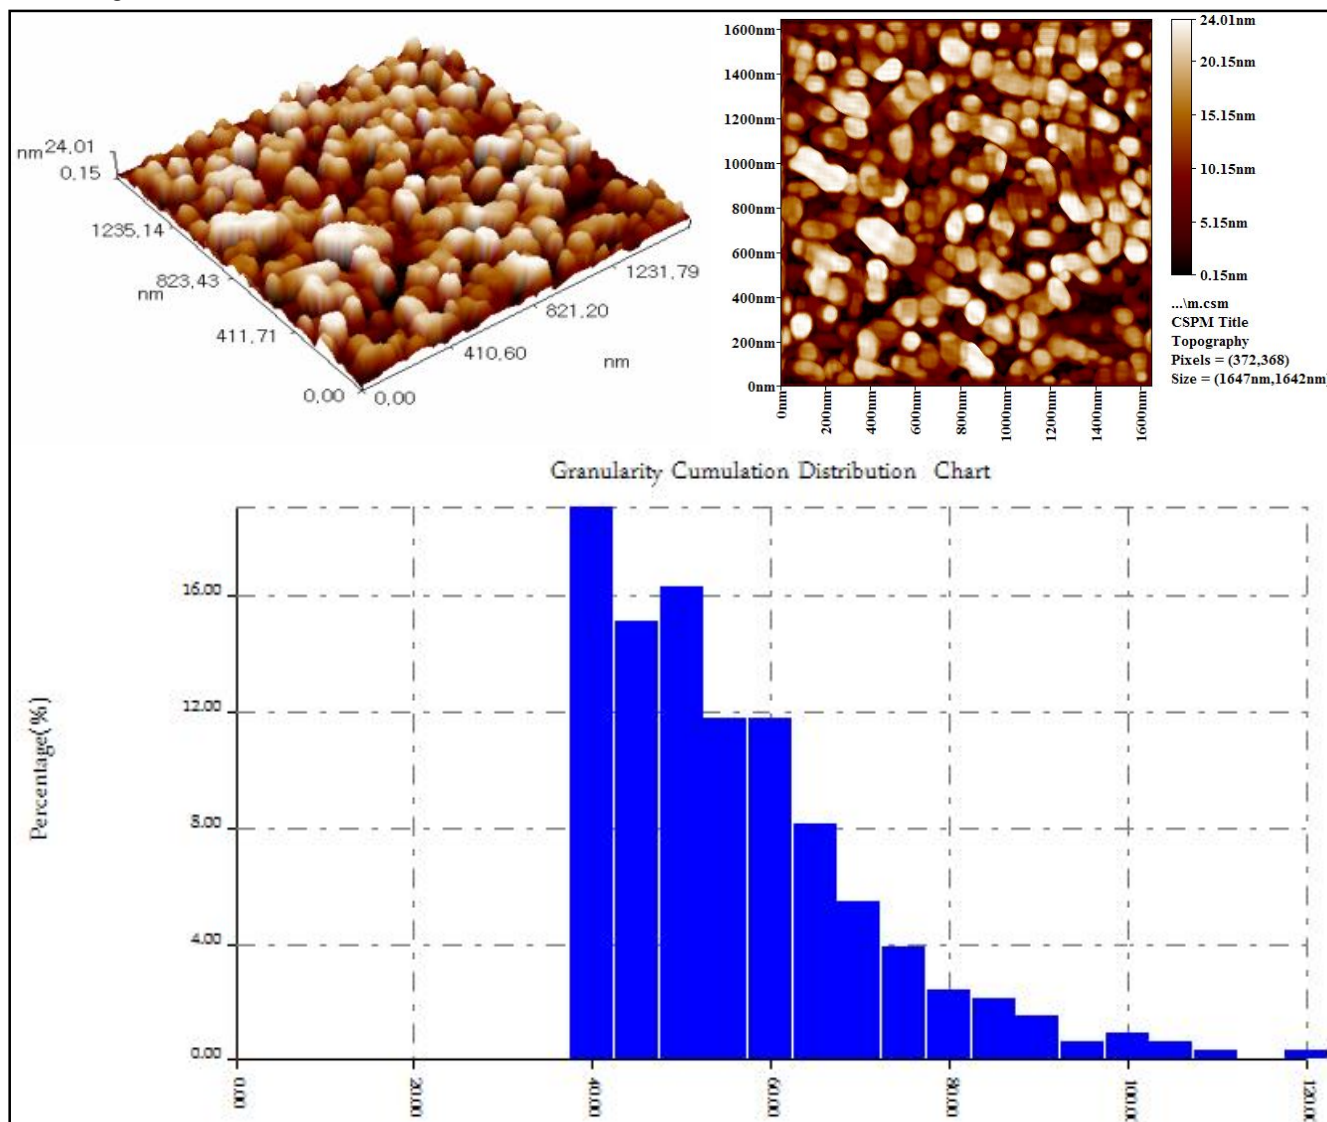 nm 24,01
0,15
1235,14
823,43
nm
411,71
0,00
0,00
410,60
821,20
1231,79
nm
1600nm
1400nm
1200nm
1000nm
800nm
600nm
400nm
200nm
0nm
0nm
200nm
400nm
600nm
800nm
1000nm
1200nm
1400nm
1600nm
24.01nm
20.15nm
15.15nm
10.15nm
5.15nm
0.15nm
...\m.csm
CSPM Title
Topography
Pixels = (372,368)
Size = (1647nm,1642nm)
Granularity Cumulation Distribution Chart
Percentage(%)
16.00
12.00
8.00
4.00
0.00
0.00
20.00
40.00
60.00
80.00
100.00
120.00